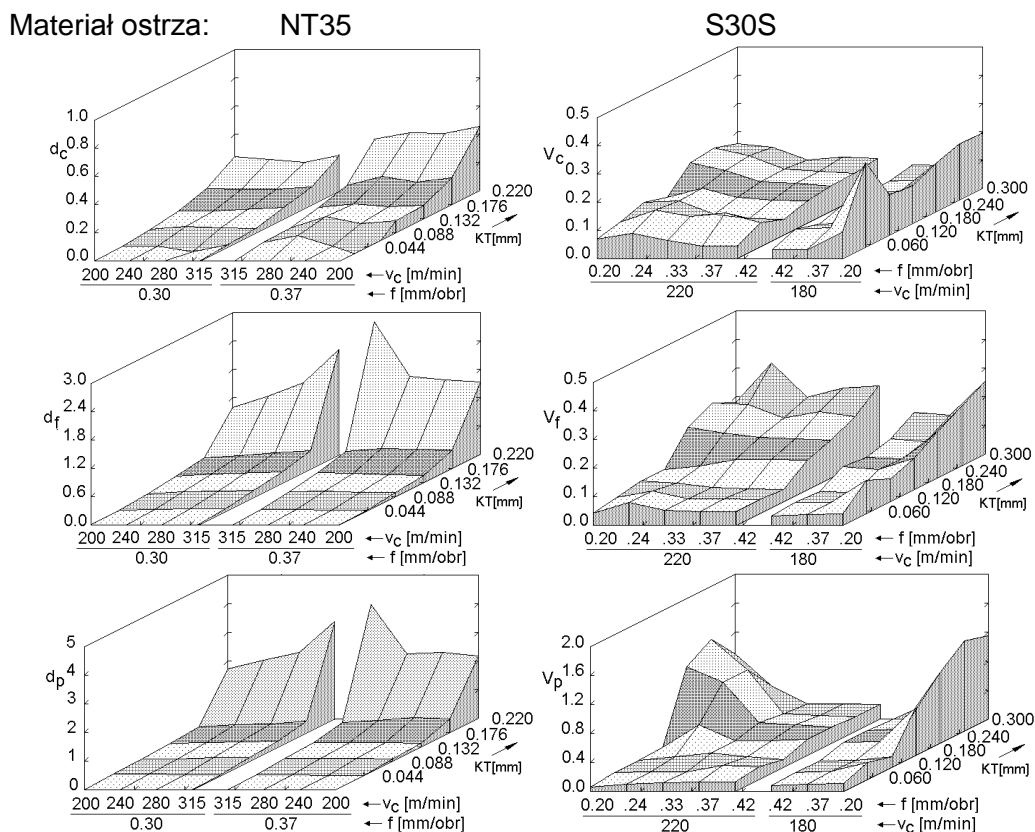 Materiał ostrza: NT35 S30S
1.0
0.8
0.6
0.4
0.2
0.0
dc
200 240 280 315 315 280 240 200 ←vc [m/min]
0.30 0.37 ← f [mm/obr]
0.044
0.088
0.132
0.176
0.220
KT[mm]
0.5
0.4
0.3
0.2
0.1
0.0
Vc
0.20 .24 .33 .37 .42 .42 .37 .20 ← f [mm/obr]
220 180 ←vc [m/min]
0.060
0.120
0.180
0.240
0.300
KT[mm]
3.0
2.4
1.8
1.2
0.6
0.0
df
200 240 280 315 315 280 240 200 ←vc [m/min]
0.30 0.37 ← f [mm/obr]
0.044
0.088
0.132
0.176
0.220
KT[mm]
0.5
0.4
0.3
0.2
0.1
0.0
Vf
0.20 .24 .33 .37 .42 .42 .37 .20 ← f [mm/obr]
220 180 ←vc [m/min]
0.060
0.120
0.180
0.240
0.300
KT[mm]
5
4
3
2
1
0
dp
200 240 280 315 315 280 240 200 ←vc [m/min]
0.30 0.37 ← f [mm/obr]
0.044
0.088
0.132
0.176
0.220
KT[mm]
2.0
1.6
1.2
0.8
0.4
0.0
Vp
0.20 .24 .33 .37 .42 .42 .37 .20 ← f [mm/obr]
220 180 ←vc [m/min]
0.060
0.120
0.180
0.240
0.300
KT[mm]